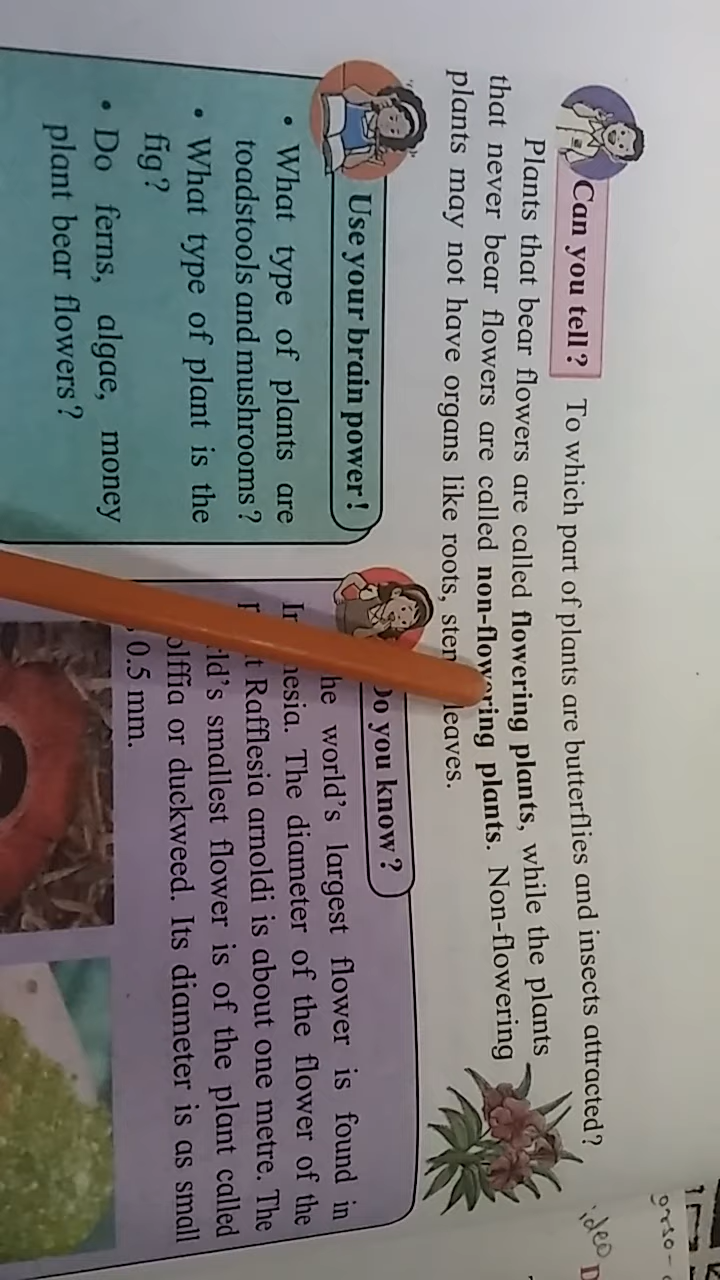 Can you tell? To which part of plants are butterflies and insects attracted?
Plants that bear flowers are called flowering plants, while the plants
that never bear flowers are called non-flowering plants. Non-flowering
plants may not have organs like roots, leaves.
Use your brain power!
• What type of plants are
toadstools and mushrooms?
• What type of plant is the
fig?
• Do ferns, algae, money
plant bear flowers?
Do you know?
world's largest flower is found in
The diameter of the flower of the
Rafflesia arnoldi is about one metre. The
smallest flower is of the plant called
or duckweed. Its diameter is as small
0.5 mm.
ideo